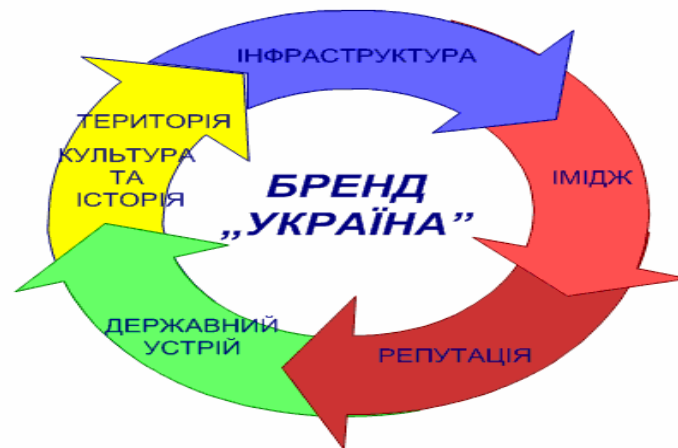 ІНФРАСТРУКТУРА
ТЕРИТОРІЯ
КУЛЬТУРА
ТА
ІСТОРІЯ
ІМІДЖ
БРЕНД
„УКРАЇНА”
ДЕРЖАВНИЙ
УСТРІЙ
РЕПУТАЦІЯ